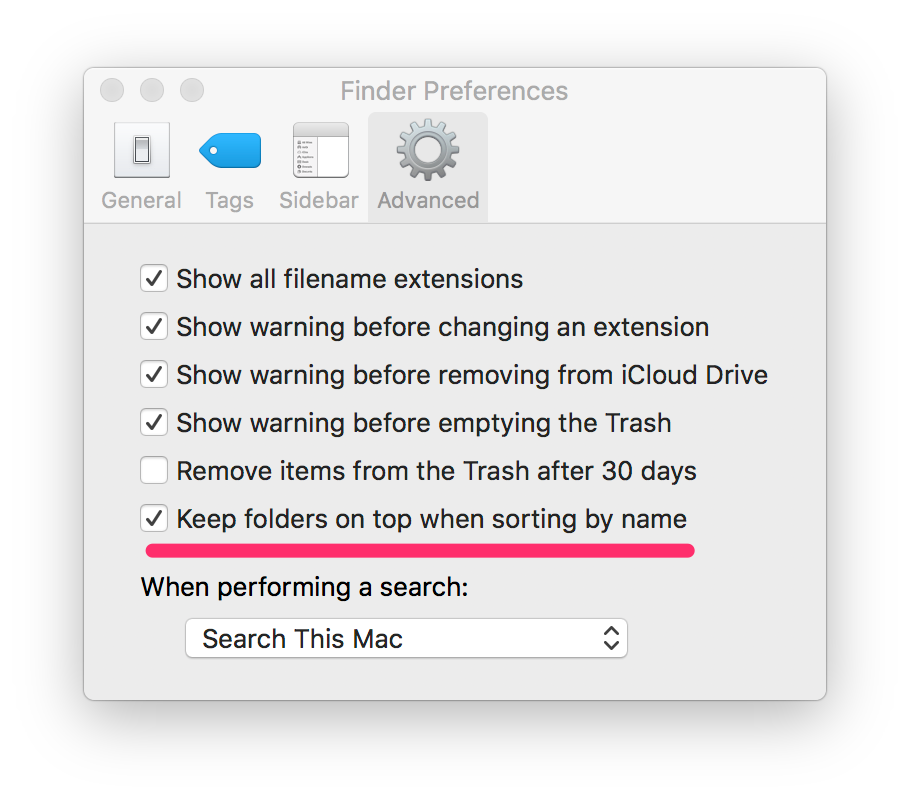 Finder Preferences
General Tags Sidebar Advanced
Show all filename extensions
Show warning before changing an extension
Show warning before removing from iCloud Drive
Show warning before emptying the Trash
Remove items from the Trash after 30 days
Keep folders on top when sorting by name
When performing a search:
Search This Mac